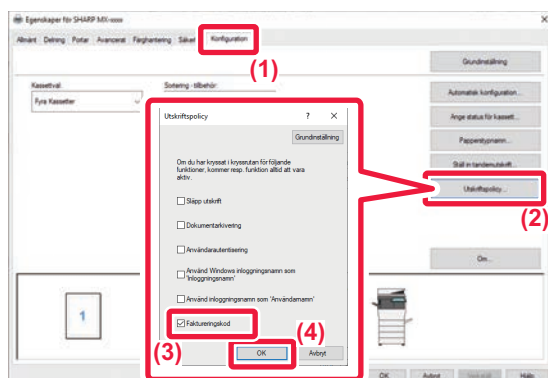 Egenskaper för SHARP MX-xxxx
Allmänt Delning Portar Avancerat Färghantering Säkerhet Konfiguration
(1)
Grundinställning
Kassettval:
Sortering - tillbehör:
Fyra Kassetter
Automatisk konfiguration...
Ange status för kassett...
Papperstypnamn...
Ställ in tandemutskrift...
Utskriftspolicy...
(2)
Om...
Utskriftspolicy ? ×
Grundinställning
Om du har kryssat i kryssrutan för följande
funktioner, kommer resp. funktion alltid att vara
aktiv.
Släpp utskrift
Dokumentarkivering
Användarautentisering
Använd Windows inloggningsnamn som
'Inloggningsnamn'
Använd inloggningsnamn som 'Användarnamn'
Faktureringskod
(3)
(4)
OK Avbryt
1
OK Avbryt Verkställ Hjälp